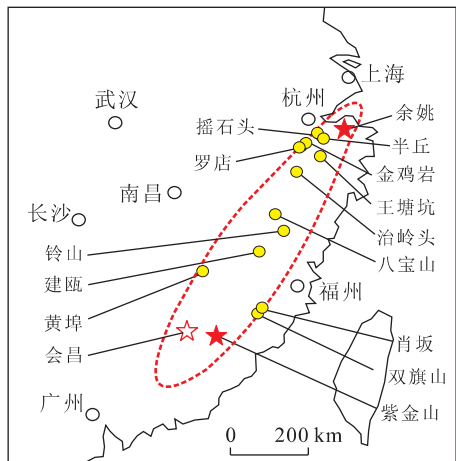 上海
杭州
余姚
武汉
摇石头
半丘
罗店
金鸡岩
王塘坑
南昌
长沙
治岭头
铃山
八宝山
建瓯
福州
黄埠
会昌
肖坂
双旗山
广州
紫金山
0 200 km